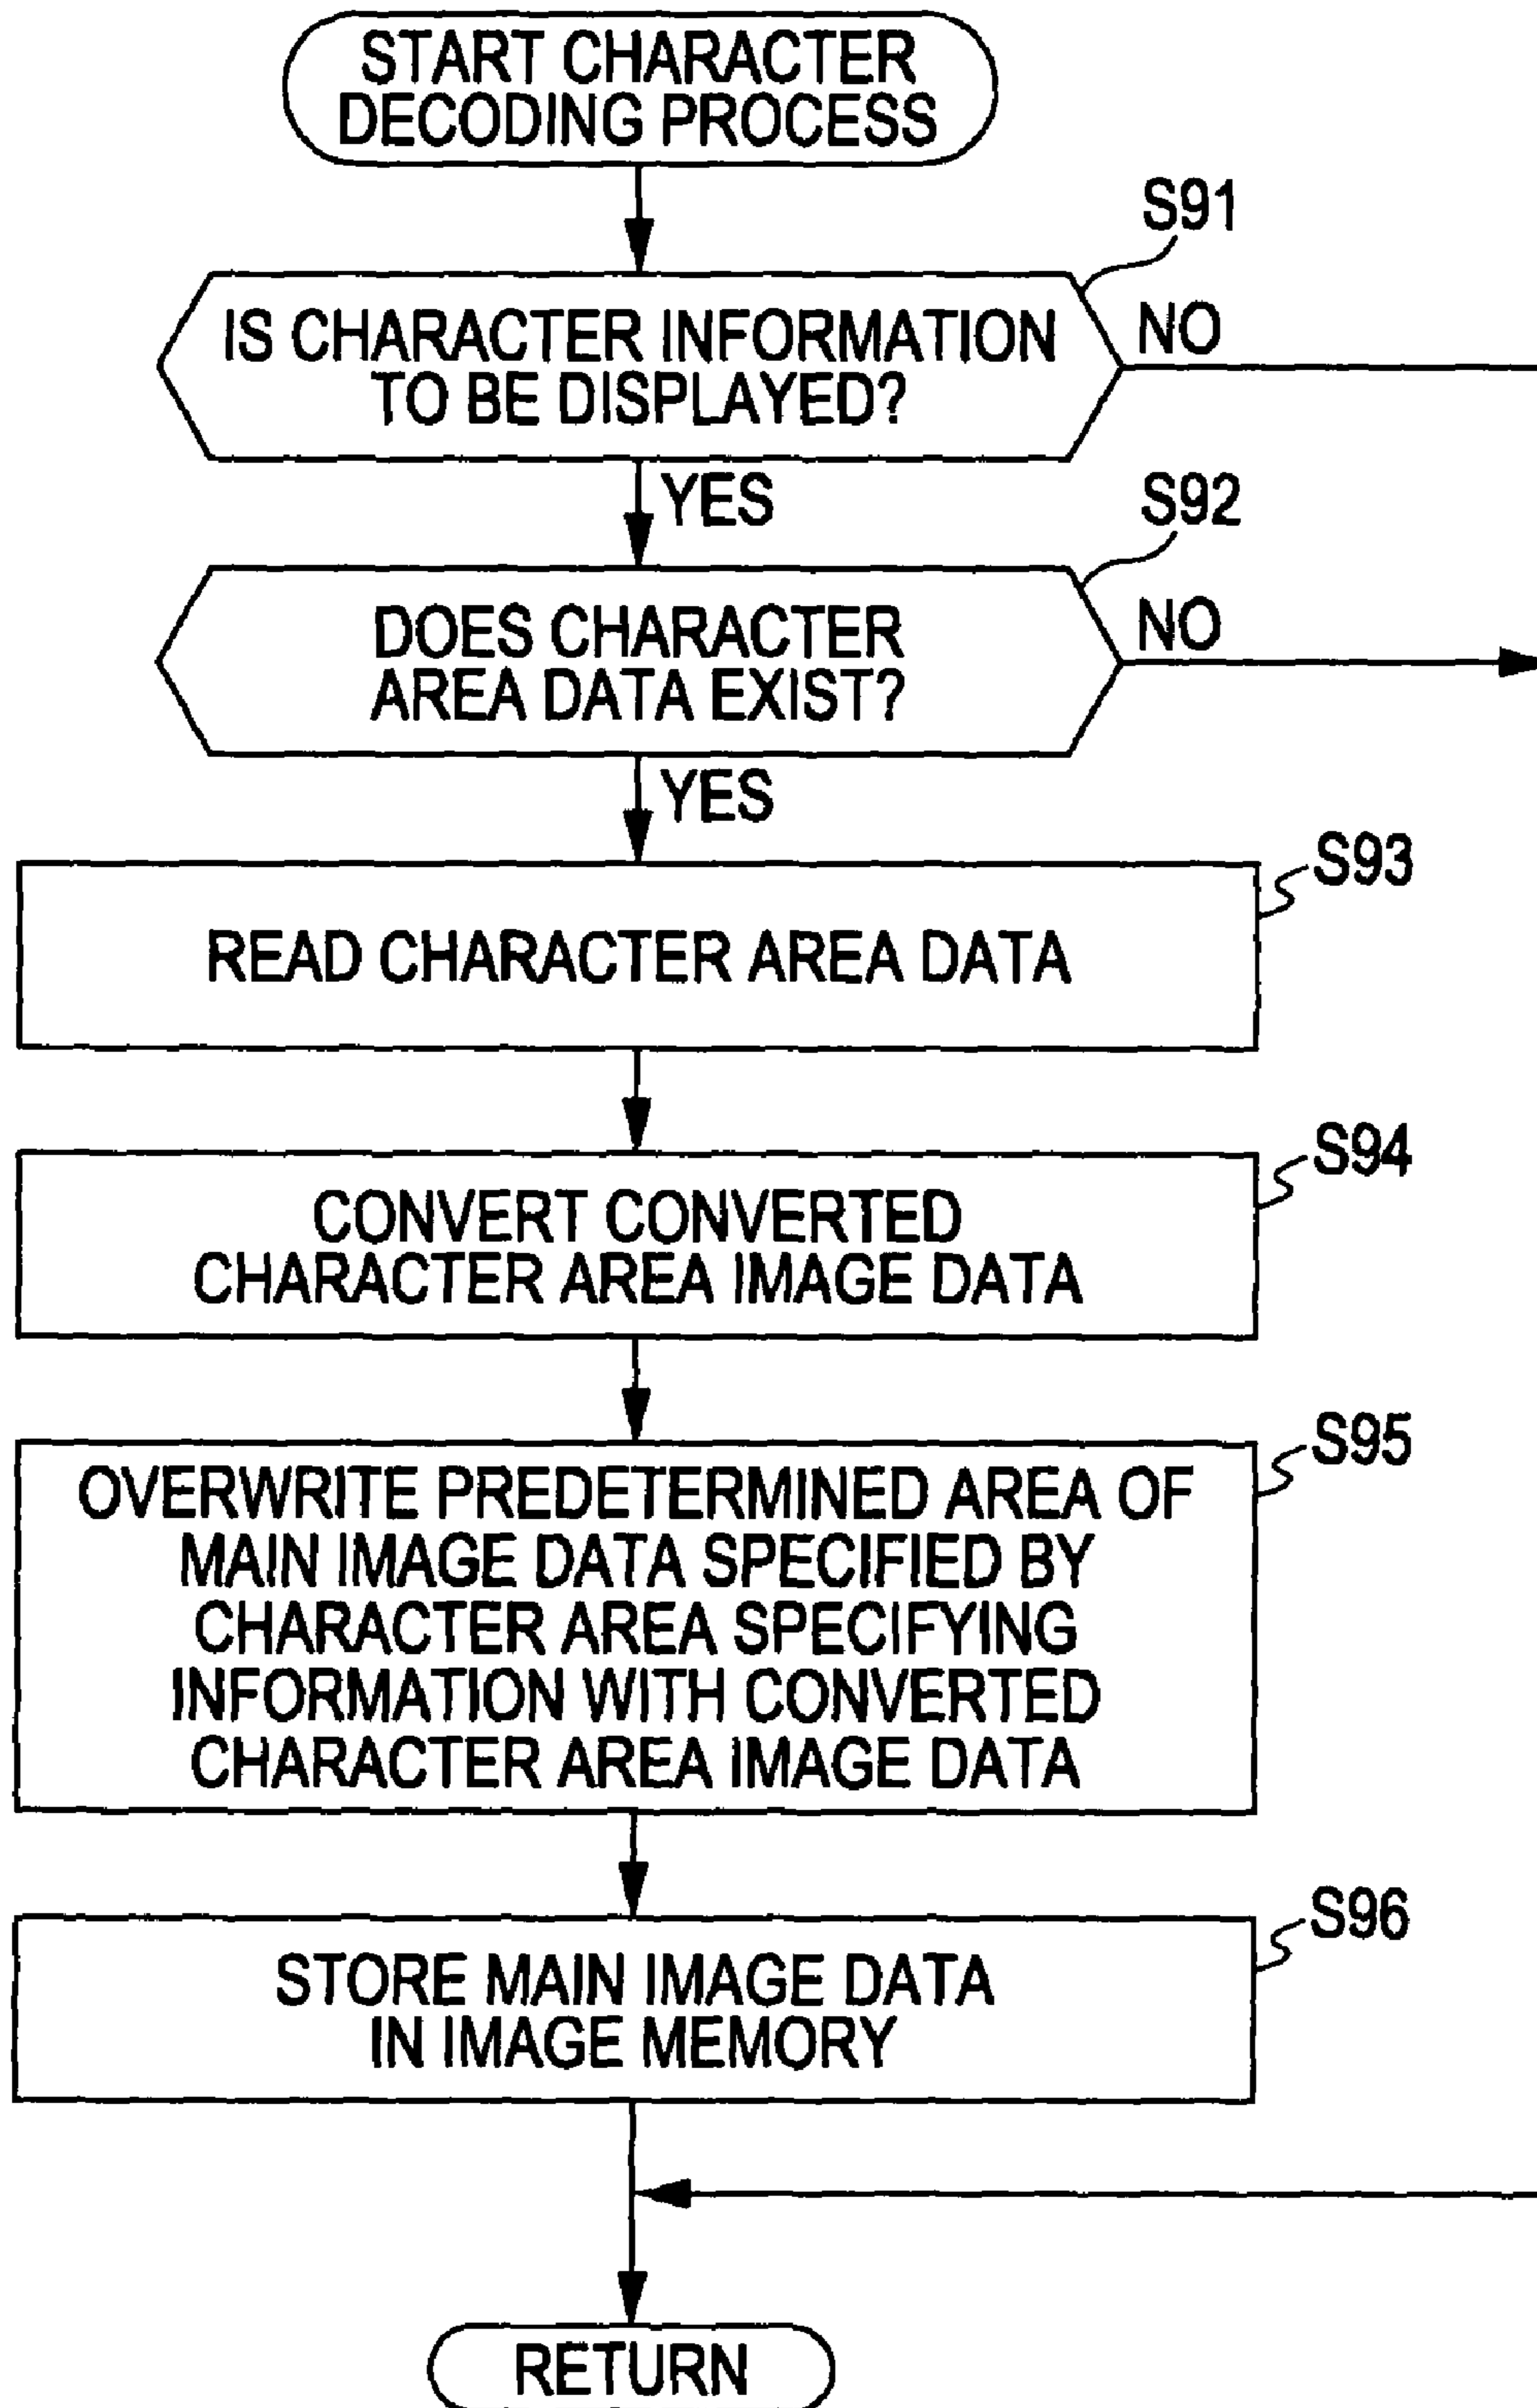 START CHARACTER
DECODING PROCESS
S91
IS CHARACTER INFORMATION
TO BE DISPLAYED?
NO
YES
S92
DOES CHARACTER
AREA DATA EXIST?
NO
YES
S93
READ CHARACTER AREA DATA
S94
CONVERT CONVERTED
CHARACTER AREA IMAGE DATA
S95
OVERWRITE PREDETERMINED AREA OF
MAIN IMAGE DATA SPECIFIED BY
CHARACTER AREA SPECIFYING
INFORMATION WITH CONVERTED
CHARACTER AREA IMAGE DATA
S96
STORE MAIN IMAGE DATA
IN IMAGE MEMORY
RETURN